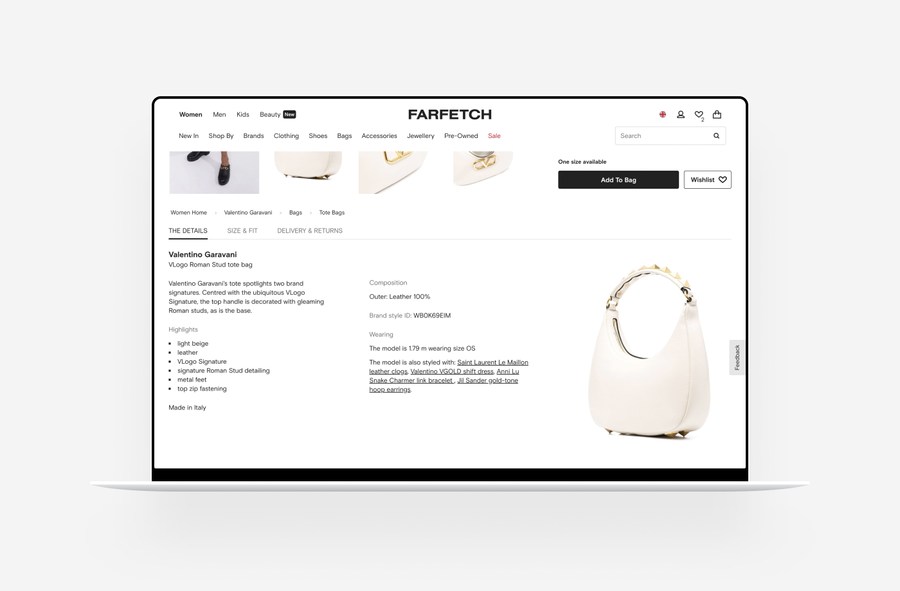 Women Men Kids Beauty New
FARFETCH
2
New In Shop By Brands Clothing Shoes Bags Accessories Jewellery Pre-Owned Sale
Search
One size available
Add To Bag
Wishlist
Women Home Valentino Garavani Bags Tote Bags
THE DETAILS SIZE & FIT DELIVERY & RETURNS
Valentino Garavani
VLogo Roman Stud tote bag
Valentino Garavani's tote spotlights two brand
signatures. Centred with the ubiquitous VLogo
Signature, the top handle is decorated with gleaming
Roman studs, as is the base.
Highlights
• light beige
• leather
• VLogo Signature
• signature Roman Stud detailing
• metal feet
• top zip fastening
Made in Italy
Composition
Outer: Leather 100%
Brand style ID: WB0K69EIM
Wearing
The model is 1.79 m wearing size OS
The model is also styled with: Saint Laurent Le Maillon
leather clogs, Valentino VGOLD shift dress, Anni Lu
Snake Charmer link bracelet , Jil Sander gold-tone
hoop earrings.
Feedback